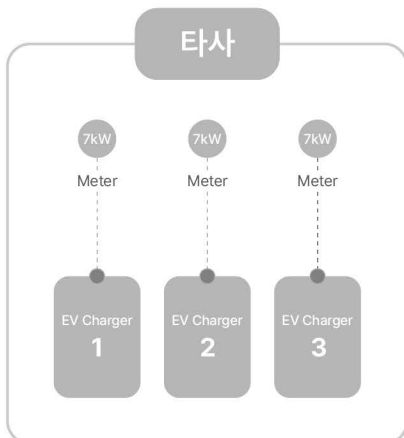 타사
7kW
7kW
7kW
Meter
Meter
Meter
EV Charger
1
EV Charger
2
EV Charger
3